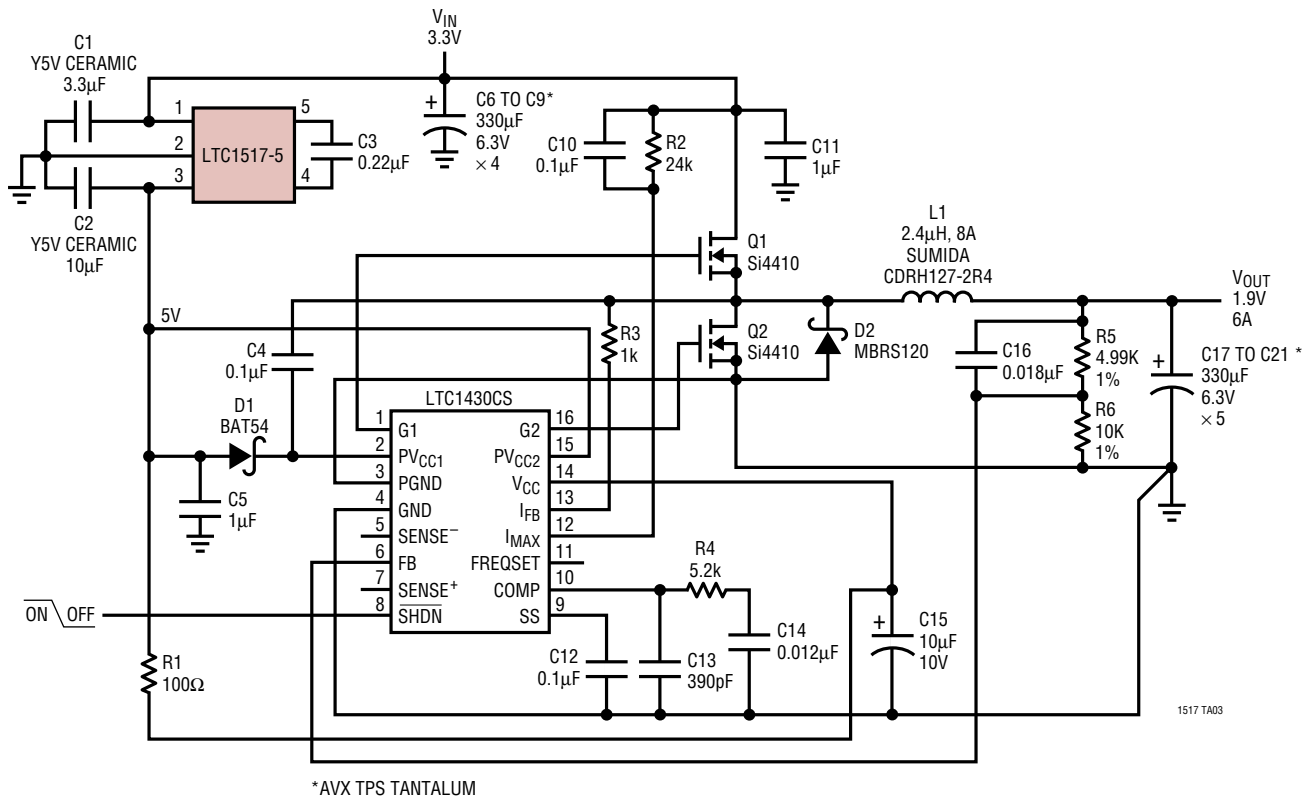 V_IN
3.3V
C1
Y5V CERAMIC
3.3µF
1
2
3
LTC1517-5
5
4
C3
0.22µF
C2
Y5V CERAMIC
10µF
+
C6 TO C9*
330µF
6.3V
× 4
C10
0.1µF
R2
24k
C11
1µF
Q1
Si4410
L1
2.4µH, 8A
SUMIDA
CDRH127-2R4
V_OUT
1.9V
6A
5V
C4
0.1µF
R3
1k
Q2
Si4410
D2
MBRS120
C16
0.018µF
R5
4.99K
1%
R6
10K
1%
+
C17 TO C21 *
330µF
6.3V
× 5
D1
BAT54
C5
1µF
LTC1430CS
1 G1
2 PV_CC1
3 PGND
4 GND
5 SENSE⁻
6 FB
7 SENSE⁺
8 SHDN
G2 16
PV_CC2 15
V_CC 14
I_FB 13
I_MAX 12
FREQSET 11
COMP 10
SS 9
ON OFF
R1
100Ω
R4
5.2k
C12
0.1µF
C13
390pF
C14
0.012µF
+
C15
10µF
10V
1517 TA03
*AVX TPS TANTALUM